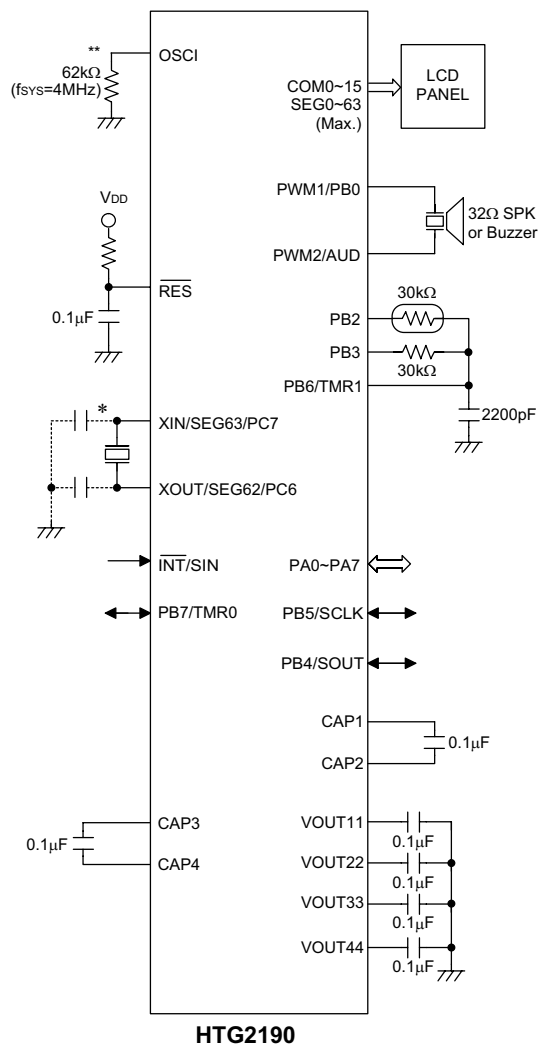 **
OSCI
62kΩ
(fSYS=4MHz)
COM0~15
SEG0~63
(Max.)
LCD
PANEL
VDD
PWM1/PB0
32Ω SPK
or Buzzer
PWM2/AUD
RES
0.1μF
30kΩ
PB2
PB3
30kΩ
PB6/TMR1
2200pF
*
XIN/SEG63/PC7
XOUT/SEG62/PC6
INT/SIN
PA0~PA7
PB7/TMR0
PB5/SCLK
PB4/SOUT
CAP1
0.1μF
CAP2
CAP3
0.1μF
CAP4
VOUT11
0.1μF
VOUT22
0.1μF
VOUT33
0.1μF
VOUT44
0.1μF
HTG2190